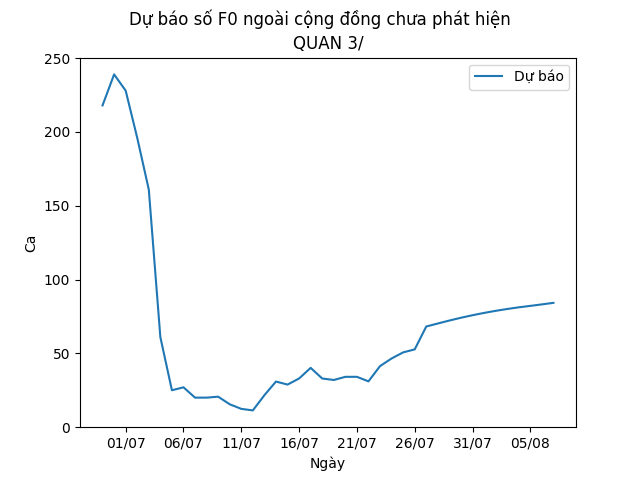 Dự báo số F0 ngoài cộng đồng chưa phát hiện
QUAN 3/
Dự báo
250
200
150
100
50
0
Ca
01/07 06/07 11/07 16/07 21/07 26/07 31/07 05/08
Ngày